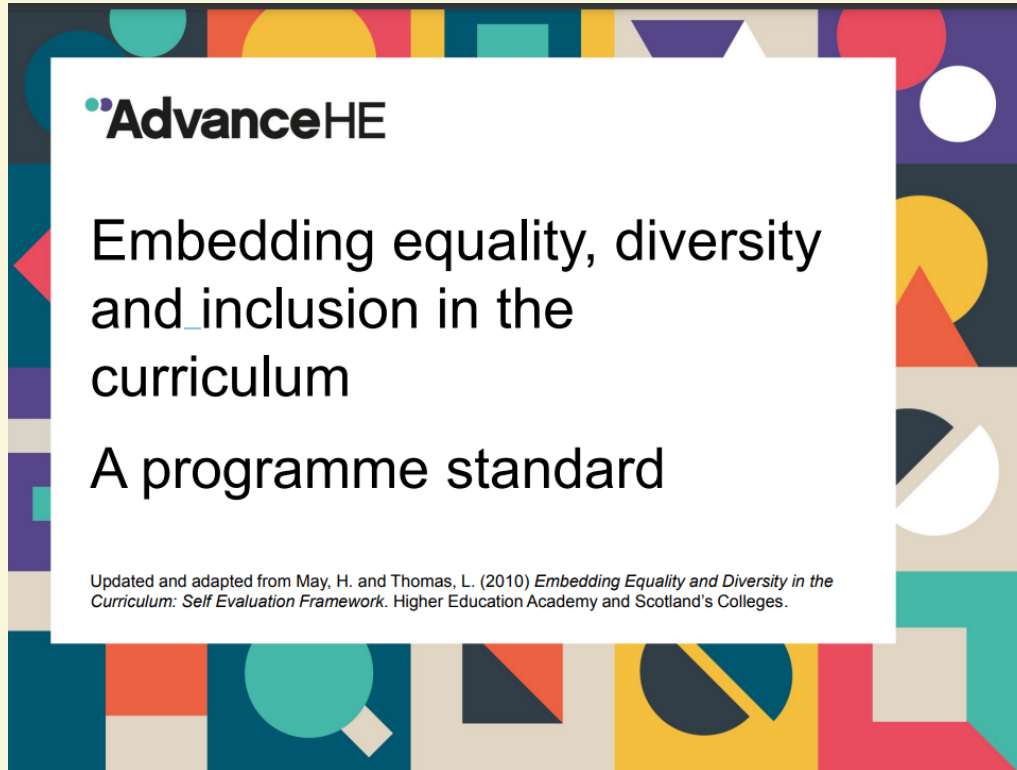 AdvanceHE
Embedding equality, diversity
and inclusion in the
curriculum
A programme standard
Updated and adapted from May, H. and Thomas, L. (2010) Embedding Equality and Diversity in the
Curriculum: Self Evaluation Framework. Higher Education Academy and Scotland’s Colleges.